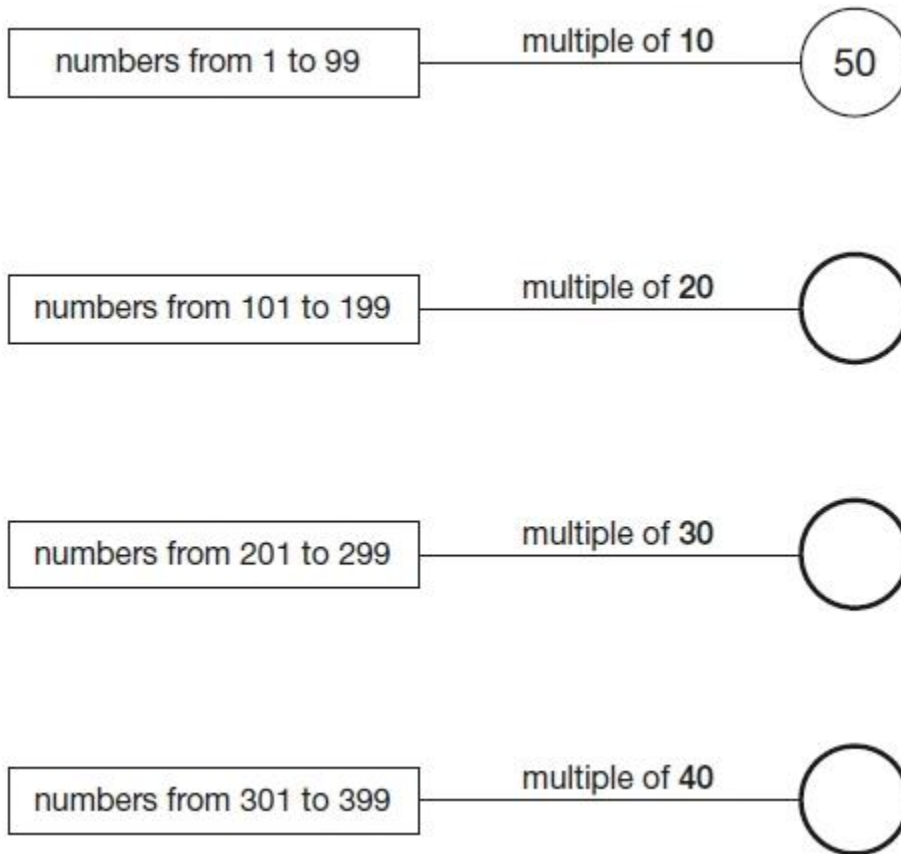 numbers from 1 to 99
multiple of 10
50
numbers from 101 to 199
multiple of 20
numbers from 201 to 299
multiple of 30
numbers from 301 to 399
multiple of 40